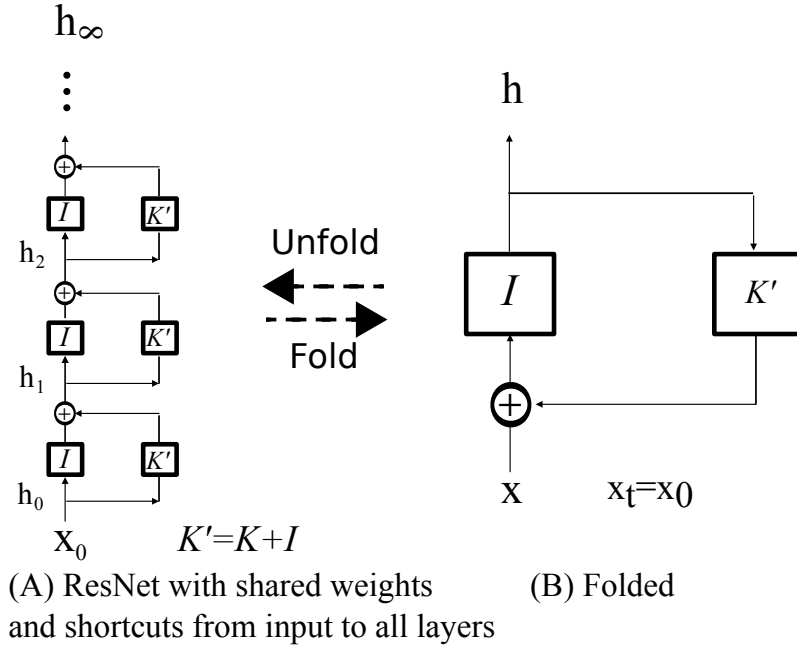 h∞
⋮
I
K'
h₂
I
K'
h₁
I
K'
h₀
x₀
K'=K+I
(A) ResNet with shared weights
and shortcuts from input to all layers
Unfold
Fold
h
I
K'
x
xₜ=x₀
(B) Folded